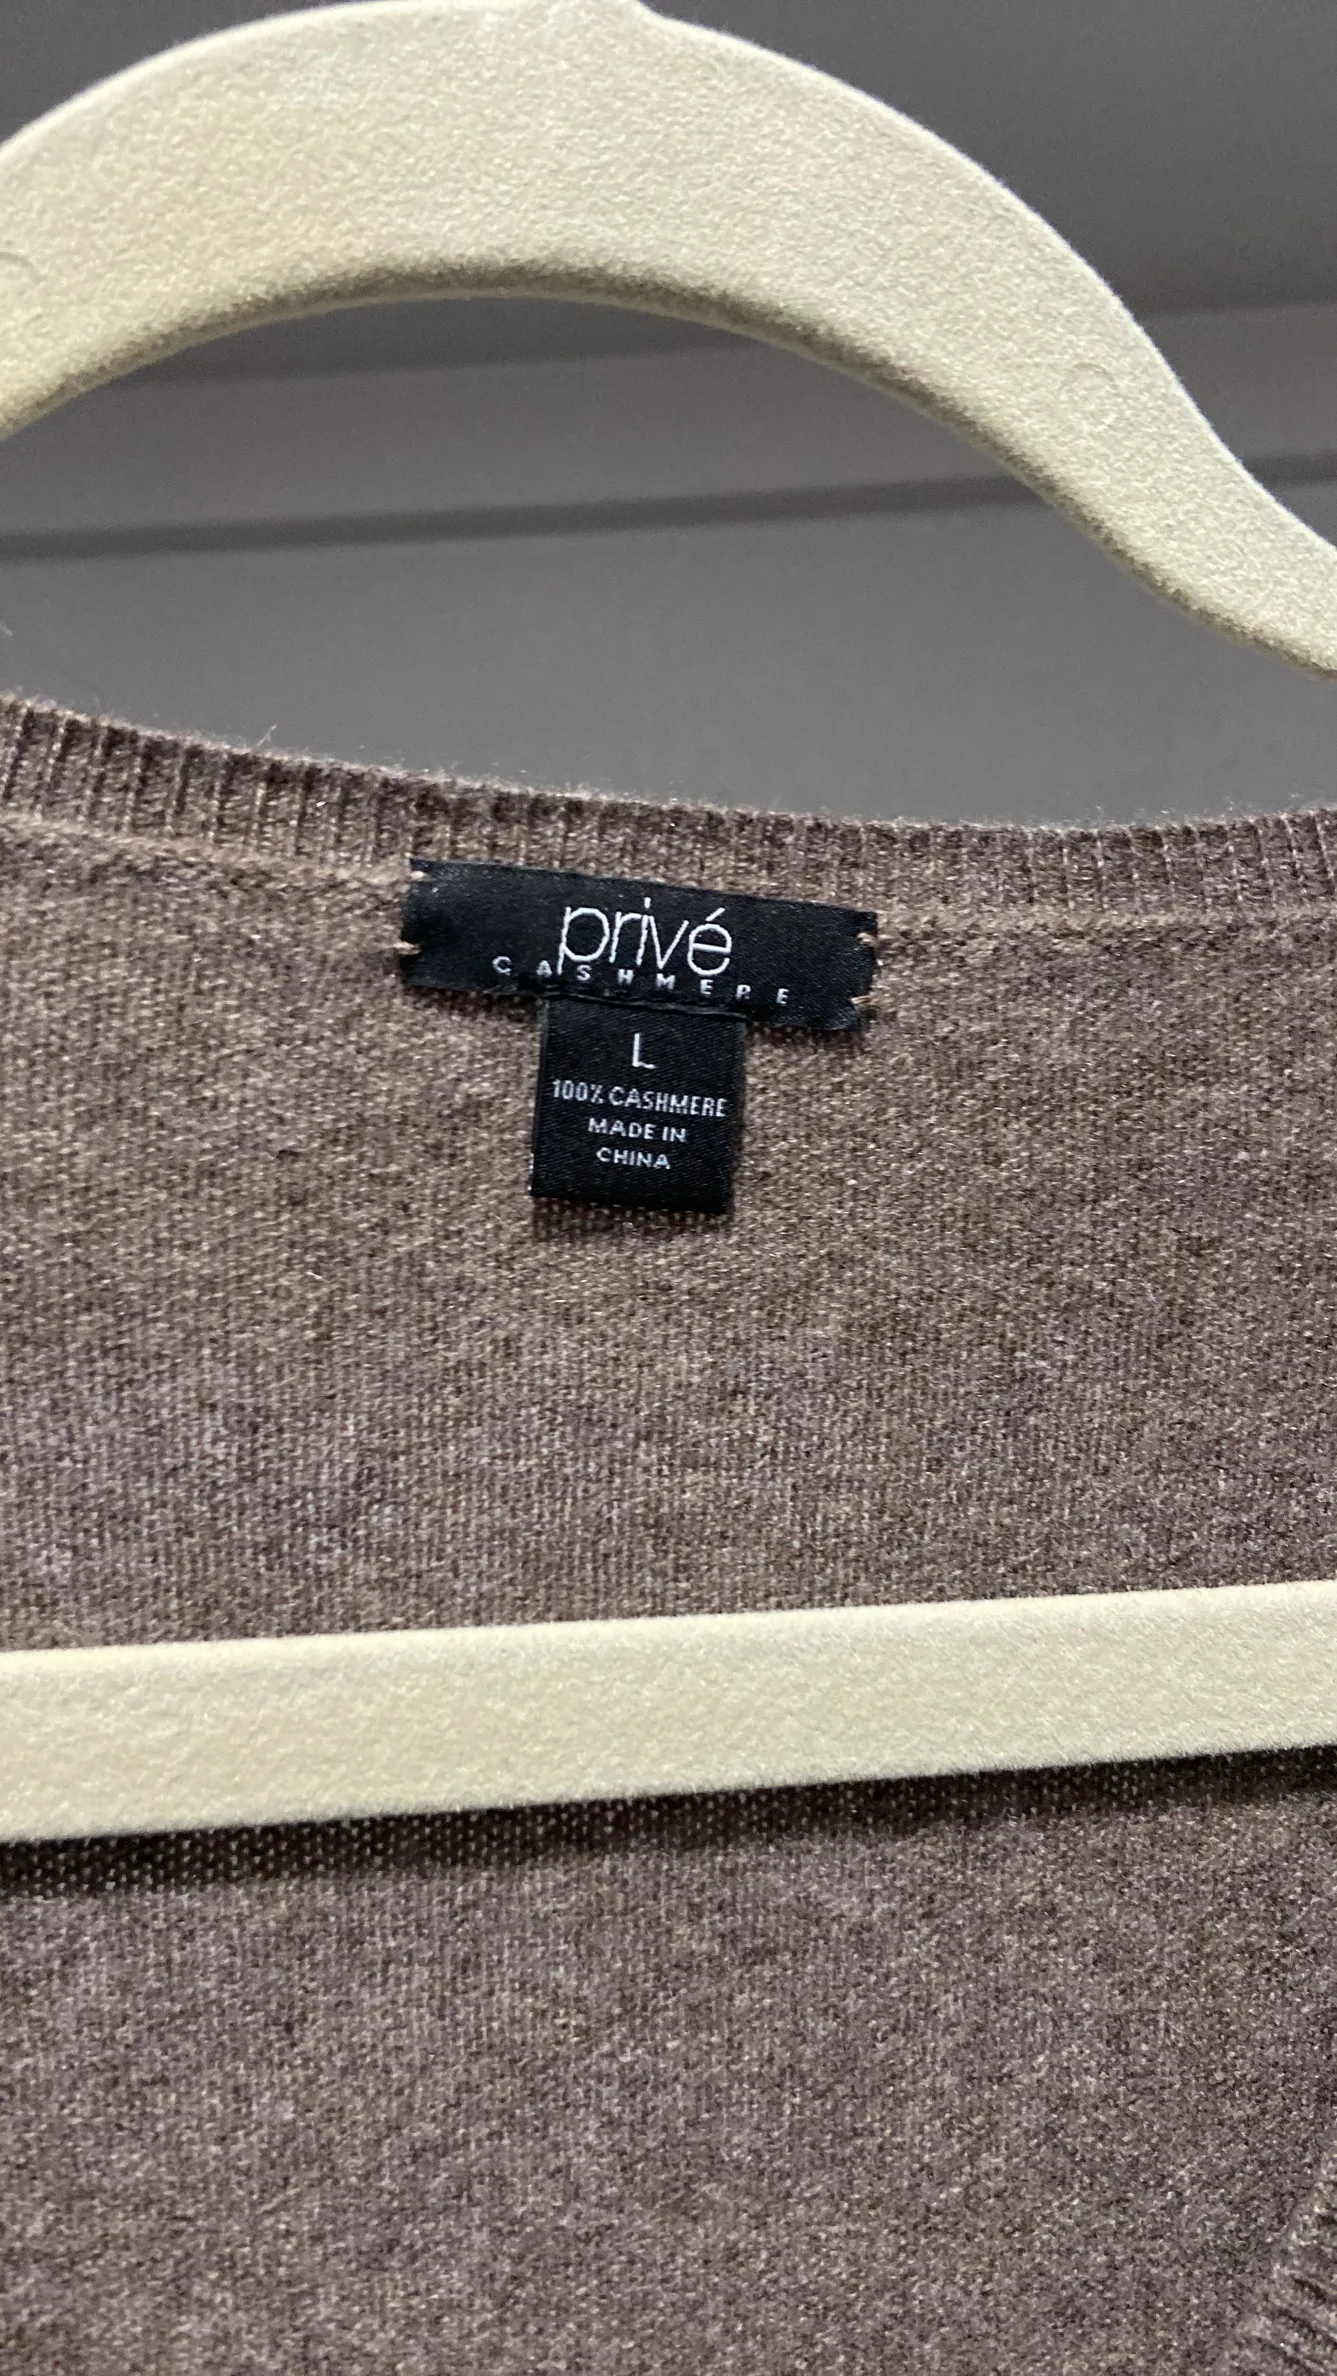 privé
CASHMERE
L
100% CASHMERE
MADE IN
CHINA